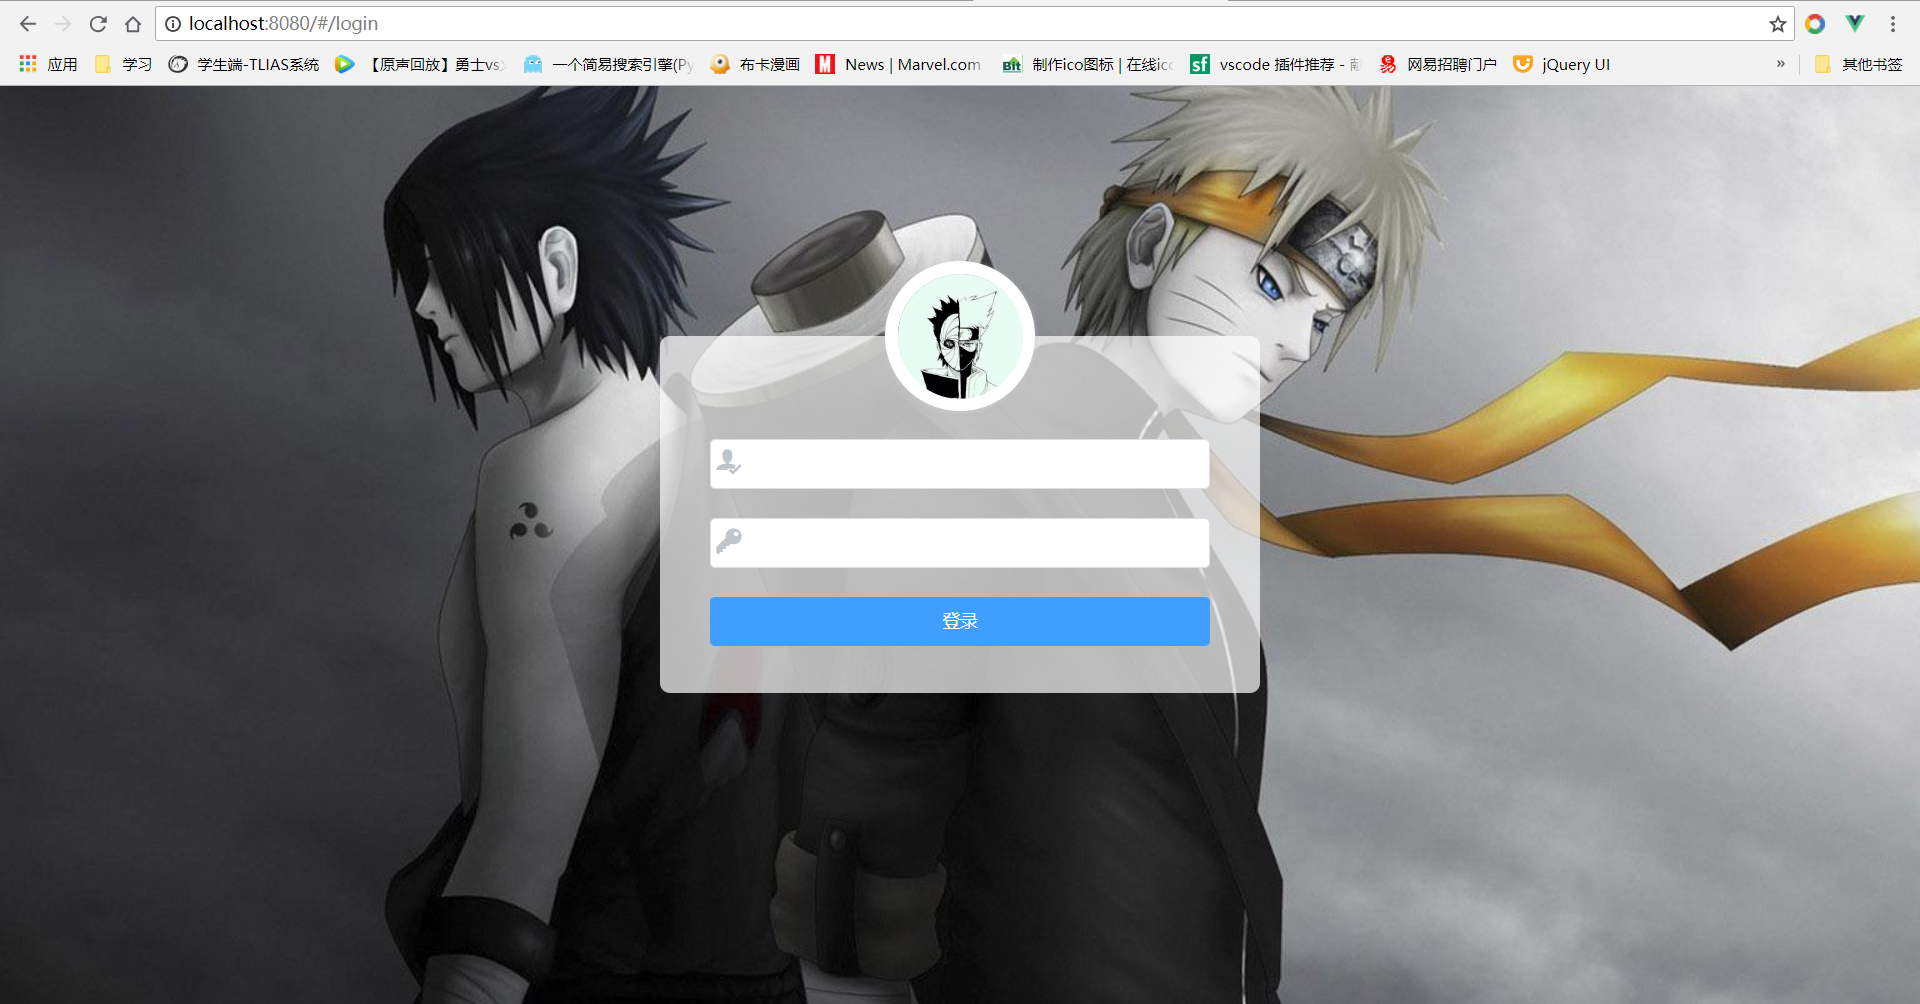 localhost:8080/#/login
应用 学习 学生端-TLIAS系统 【原声回放】勇士vs 一个简易搜索引擎(Py 布卡漫画 News | Marvel.com 制作ico图标 | 在线ic vscode 插件推荐 - 网易招聘门户 jQuery UI » 其他书签
登录